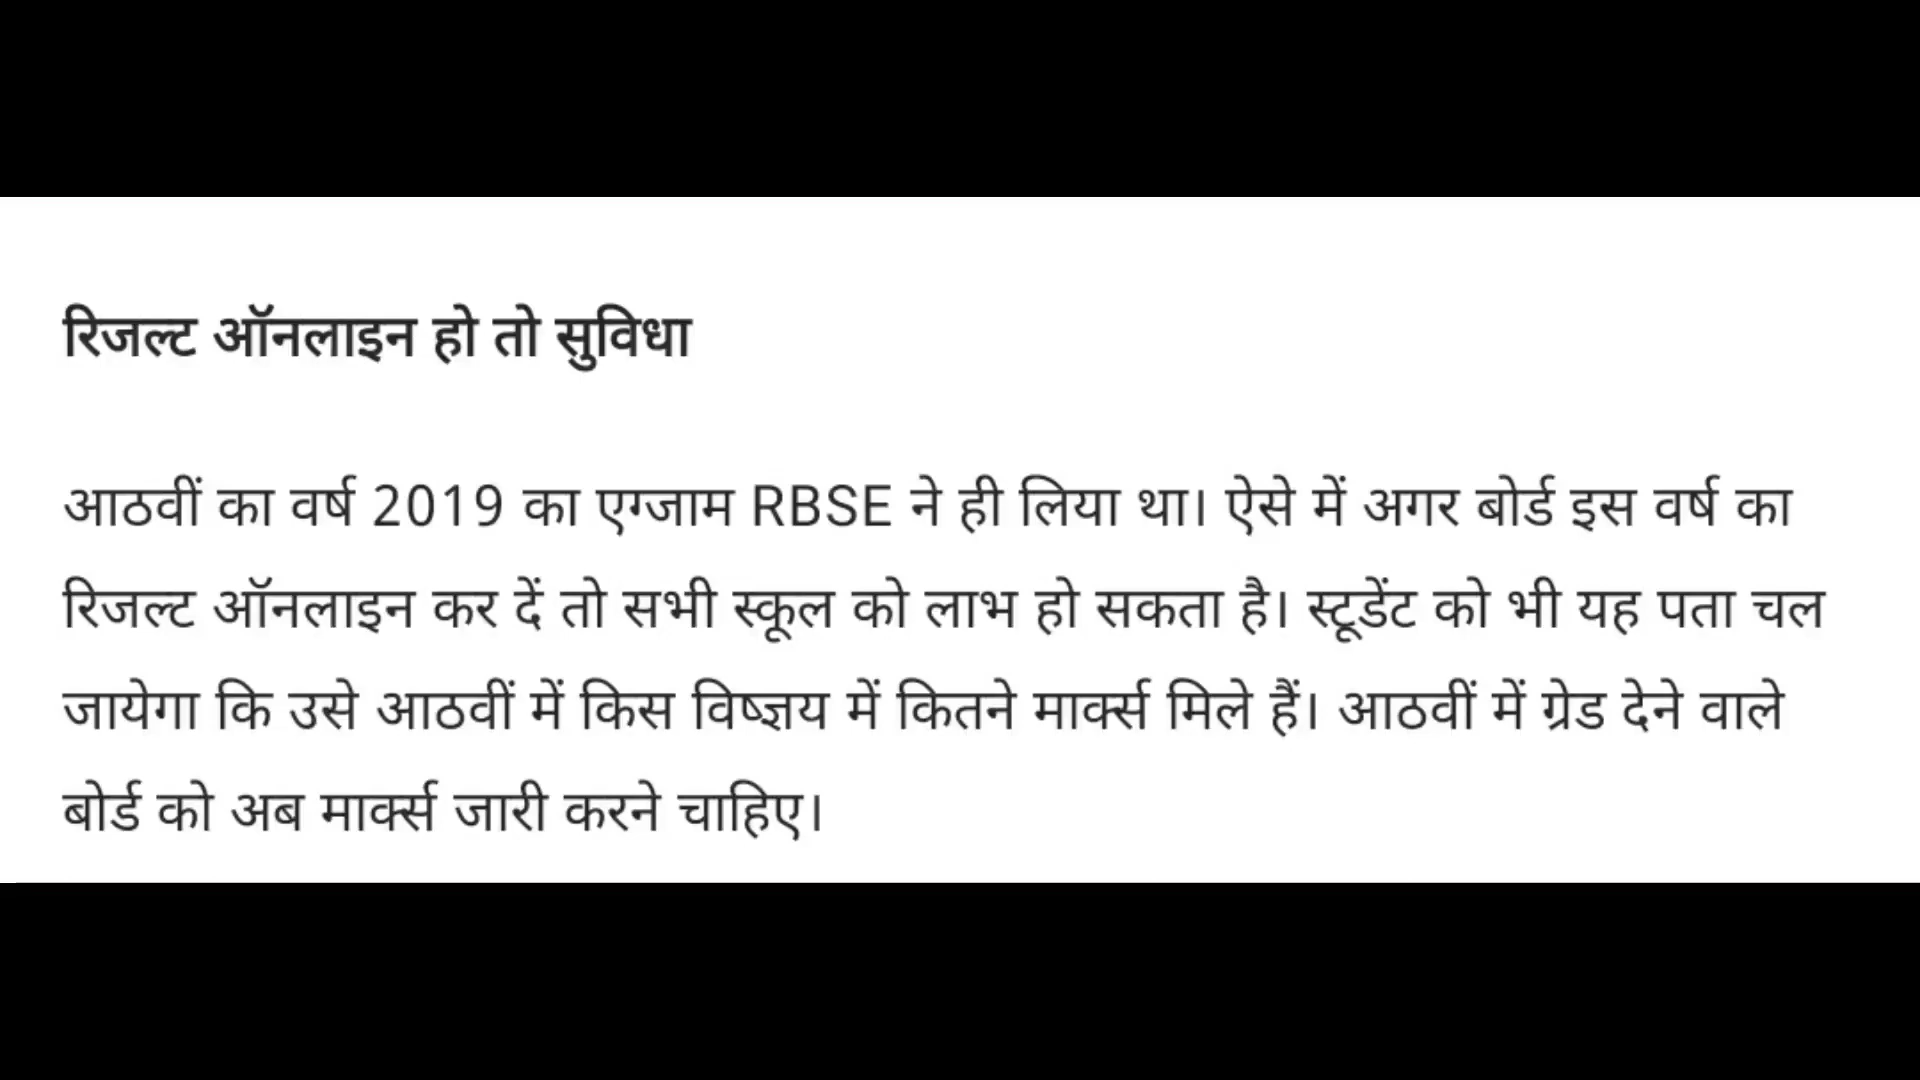 रिजल्ट ऑनलाइन हो तो सुविधा
आठवीं का वर्ष 2019 का एग्जाम RBSE ने ही लिया था। ऐसे में अगर बोर्ड इस वर्ष का
रिजल्ट ऑनलाइन कर दें तो सभी स्कूल को लाभ हो सकता है। स्टूडेंट को भी यह पता चल
जायेगा कि उसे आठवीं में किस विष्ज्ञय में कितने मार्क्स मिले हैं। आठवीं में ग्रेड देने वाले
बोर्ड को अब मार्क्स जारी करने चाहिए।